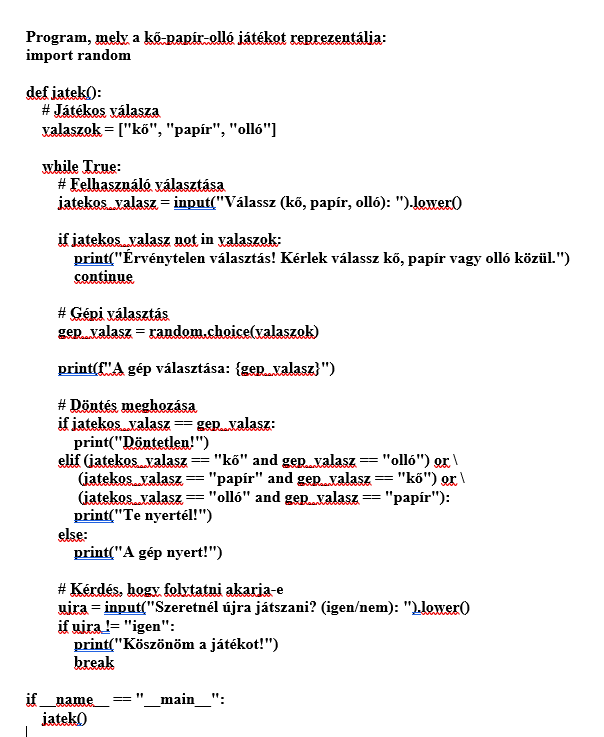 Program, mely a kő-papír-olló játékot reprezentálja:
import random
def jatek():
# Játékos válasza
valaszok = ["kő", "papír", "olló"]
while True:
# Felhasználó választása
jatekos_valasz = input("Válassz (kő, papír, olló): ").lower()
if jatekos_valasz not in valaszok:
print("Érvénytelen választás! Kérlek válassz kő, papír vagy olló közül.")
continue
# Gépi választás
gep_valasz = random.choice(valaszok)
print(f"A gép választása: {gep_valasz}")
# Döntés meghozása
if jatekos_valasz == gep_valasz:
print("Döntetlen!")
elif (jatekos_valasz == "kő" and gep_valasz == "olló") or \
(jatekos_valasz == "papír" and gep_valasz == "kő") or \
(jatekos_valasz == "olló" and gep_valasz == "papír"):
print("Te nyertél!")
else:
print("A gép nyert!")
# Kérdés, hogy folytatni akarja-e
ujra = input("Szeretnél újra játszani? (igen/nem): ").lower()
if ujra != "igen":
print("Köszönöm a játékot!")
break
if __name__ == "__main__":
jatek()